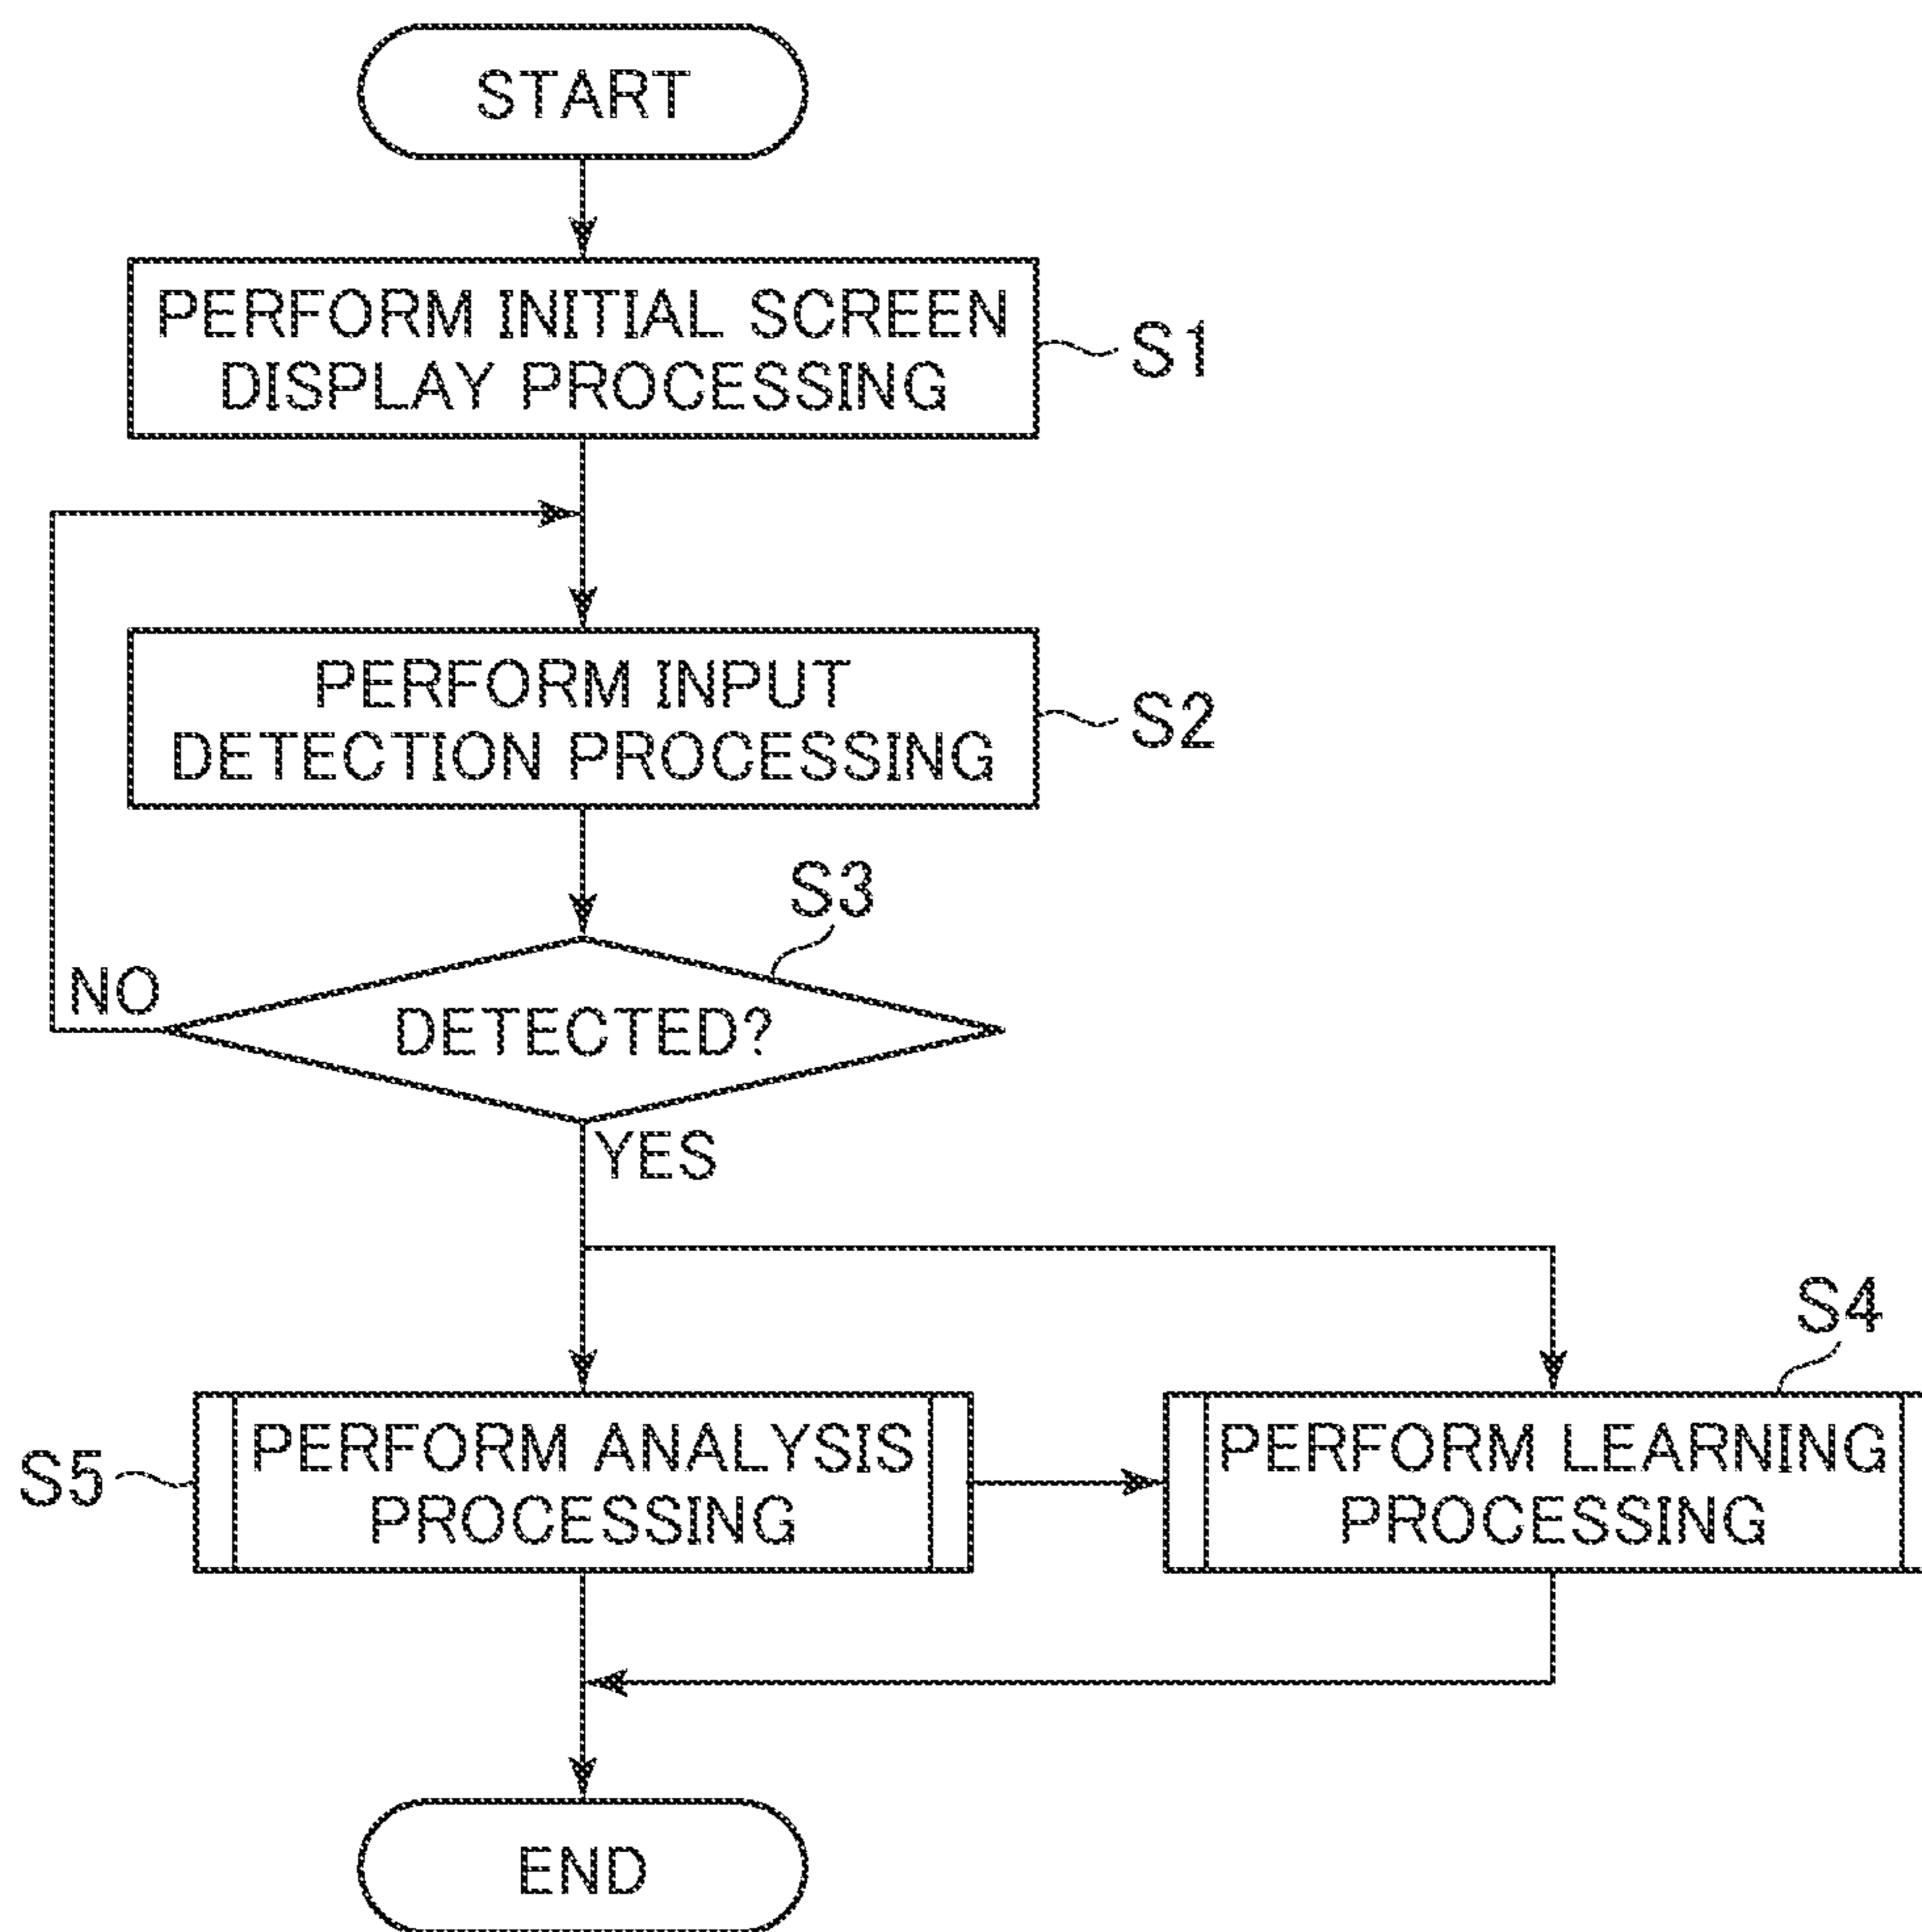 START
PERFORM INITIAL SCREEN
DISPLAY PROCESSING
S1
PERFORM INPUT
DETECTION PROCESSING
S2
S3
NO
DETECTED?
YES
S4
S5
PERFORM ANALYSIS
PROCESSING
PERFORM LEARNING
PROCESSING
END